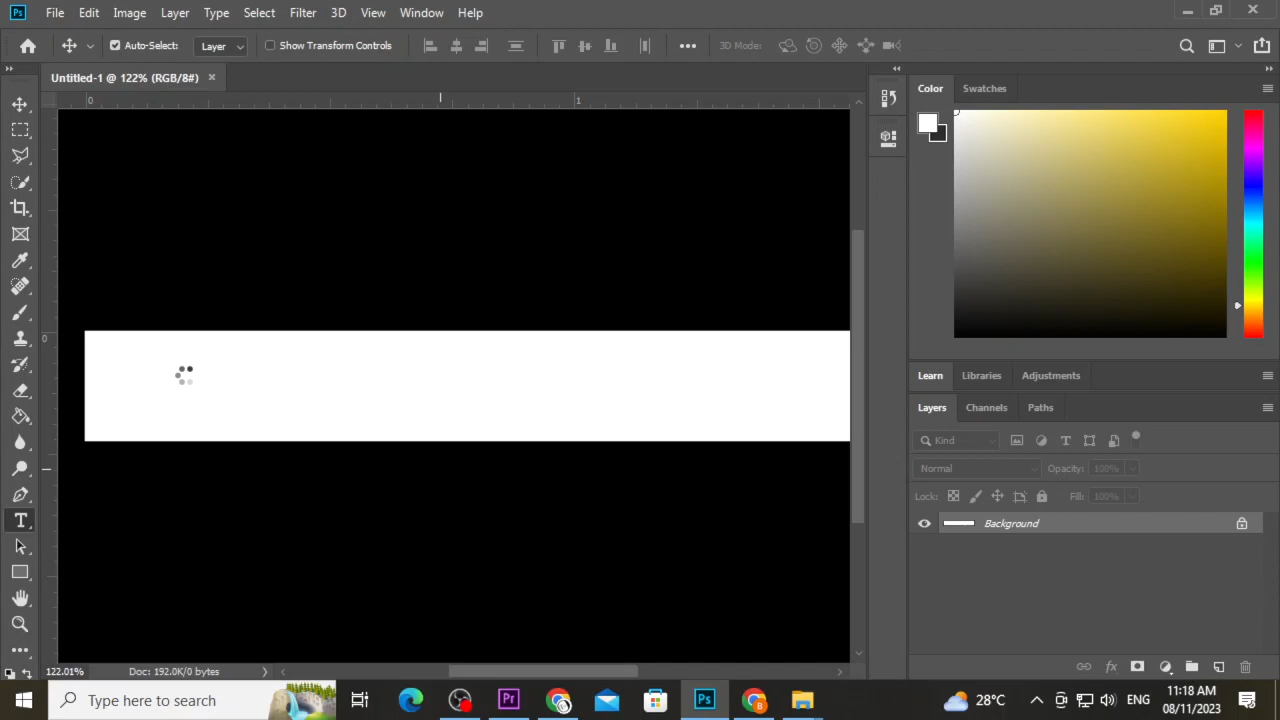 Ps File Edit Image Layer Type Select Filter 3D View Window Help
Auto-Select: Layer Show Transform Controls 3D Mode:
Untitled-1 @ 122% (RGB/8#)
0 1
0
Color Swatches
Learn Libraries Adjustments
Layers Channels Paths
Kind
Normal Opacity: 100%
Lock: Fill: 100%
Background
122.01% Doc: 192.0K/0 bytes
Type here to search Pr Ps B 28°C ENG 11:18 AM
08/11/2023